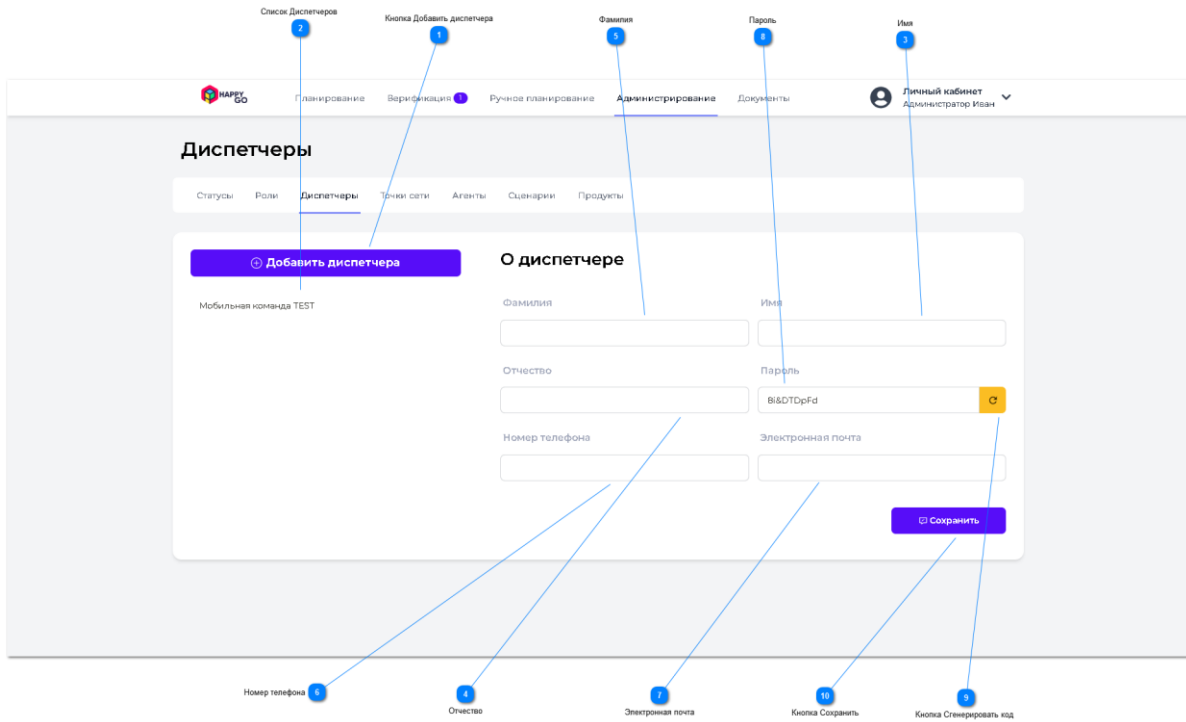 Список Диспетчеров
2
Кнопка Добавить диспетчера
1
Фамилия
5
Пароль
8
Имя
3
HAPPY GO
Планирование
Верификация 1
Ручное планирование
Администрирование
Документы
Личный кабинет
Администратор Иван
Диспетчеры
Статусы
Роли
Диспетчеры
Точки сети
Агенты
Сценарии
Продукты
Добавить диспетчера
Мобильная команда TEST
О диспетчере
Фамилия
Имя
Отчество
Пароль
8i&DTDpFd
Номер телефона
Электронная почта
Сохранить
Номер телефона 6
4
Отчество
7
Электронная почта
10
Кнопка Сохранить
9
Кнопка Сгенерировать код